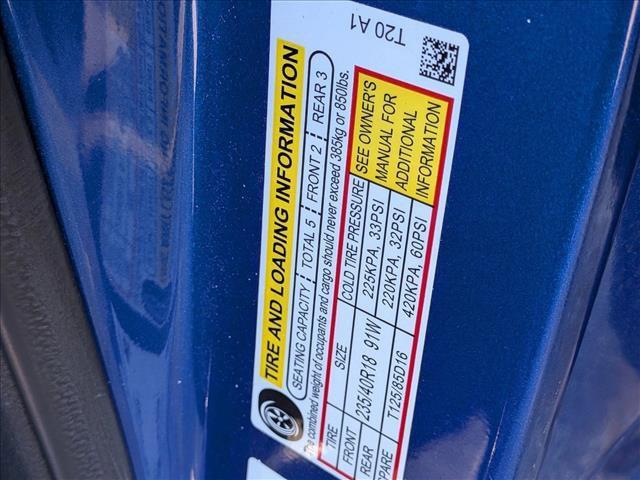 T20 A1
TIRE AND LOADING INFORMATION
SEATING CAPACITY TOTAL 5 FRONT 2 REAR 3
The combined weight of occupants and cargo should never exceed 385kg or 850lbs.
TIRE SIZE COLD TIRE PRESSURE SEE OWNER'S MANUAL FOR ADDITIONAL INFORMATION
FRONT 235/40R18 91W 225KPA, 33PSI
REAR 220KPA, 32PSI
SPARE T125/85D16 420KPA, 60PSI